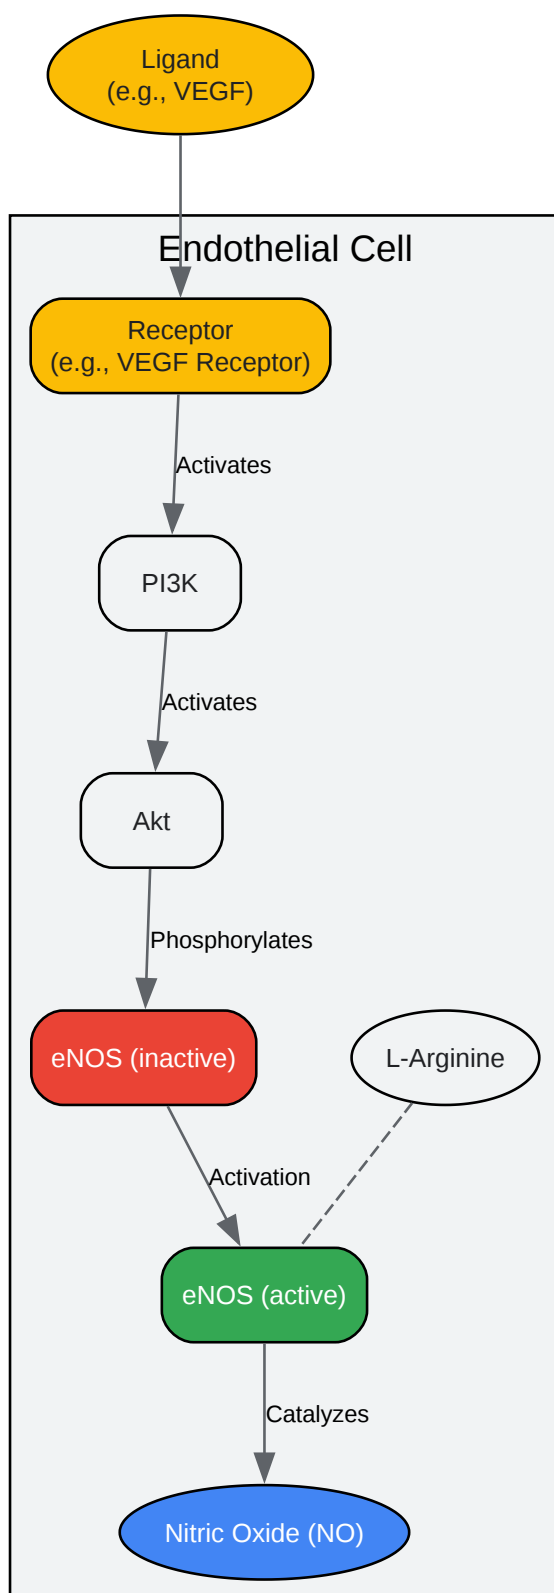 Ligand
(e.g., VEGF)
Endothelial Cell
Receptor
(e.g., VEGF Receptor)
Activates
PI3K
Activates
Akt
Phosphorylates
eNOS (inactive)
L-Arginine
Activation
eNOS (active)
Catalyzes
Nitric Oxide (NO)